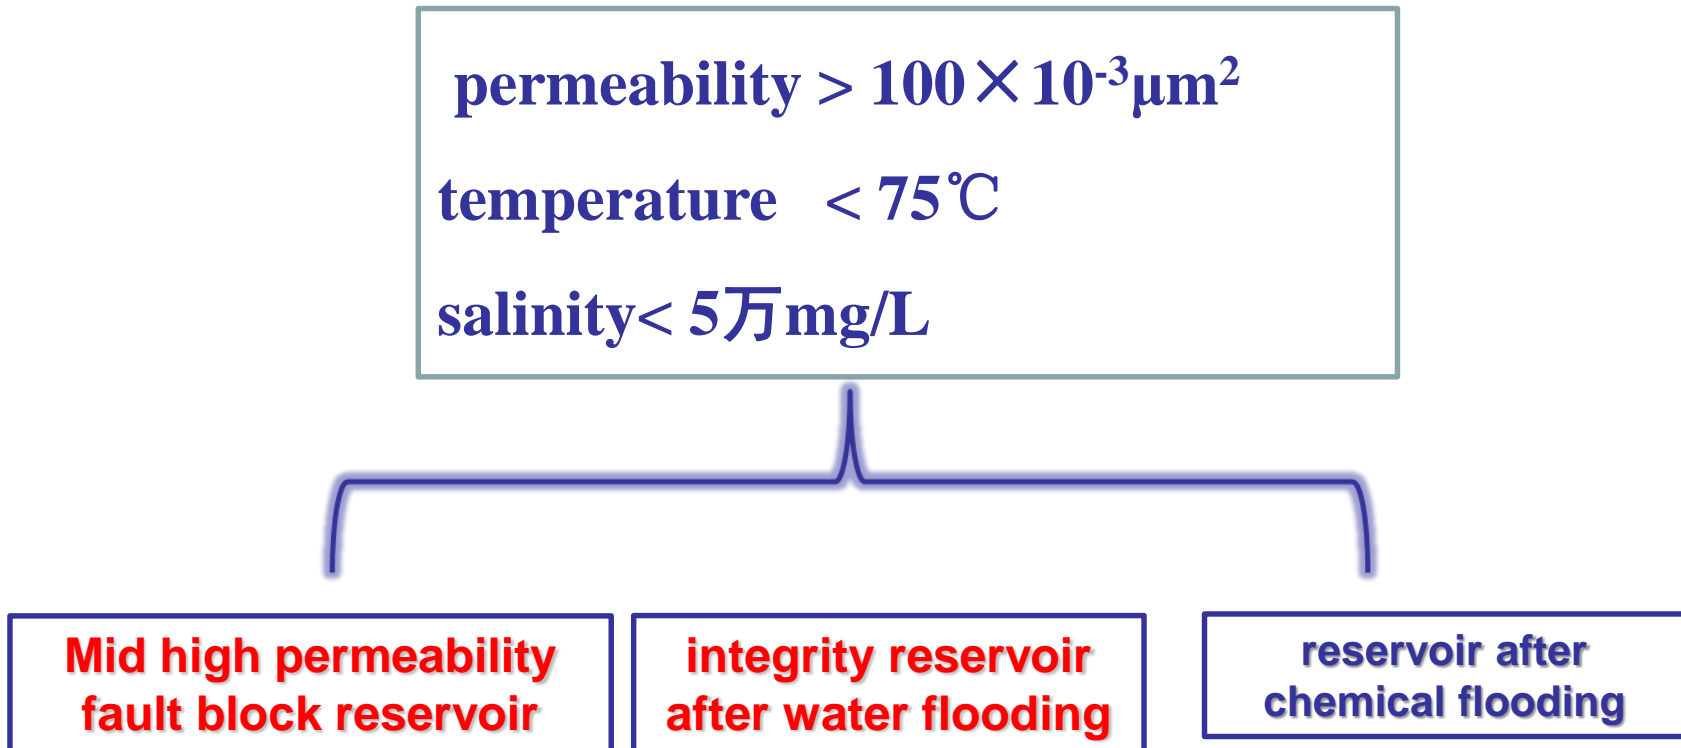 permeability > 100×10⁻³μm²
temperature < 75℃
salinity< 5万mg/L
Mid high permeability
fault block reservoir
integrity reservoir
after water flooding
reservoir after
chemical flooding